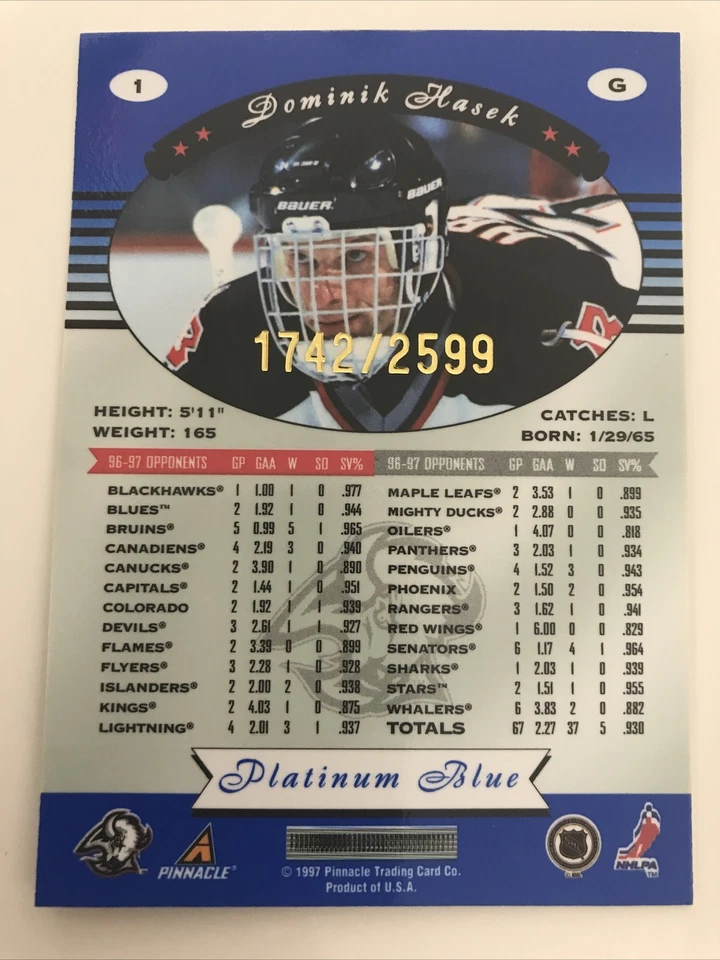 1
G
Dominik Hasek
BAUER
BAUER
1742/2599
HEIGHT: 5'11"
WEIGHT: 165
CATCHES: L
BORN: 1/29/65
96-97 OPPONENTS GP GAA W SO SV%
BLACKHAWKS® 1 1.00 1 0 .977
BLUES™ 2 1.92 1 0 .944
BRUINS® 5 0.99 5 1 .965
CANADIENS® 4 2.19 3 0 .940
CANUCKS® 2 3.90 1 0 .890
CAPITALS® 2 1.44 1 0 .951
COLORADO 2 1.92 1 1 .939
DEVILS® 3 2.61 1 1 .927
FLAMES® 2 3.39 0 0 .899
FLYERS® 3 2.28 1 0 .928
ISLANDERS® 2 2.00 2 0 .938
KINGS® 2 4.03 1 0 .875
LIGHTNING® 4 2.01 3 1 .937
96-97 OPPONENTS GP GAA W SO SV%
MAPLE LEAFS® 2 3.53 1 0 .899
MIGHTY DUCKS® 2 2.88 0 0 .935
OILERS® 1 4.07 0 0 .818
PANTHERS® 3 2.03 1 0 .934
PENGUINS® 4 1.52 3 0 .943
PHOENIX 2 1.50 2 0 .954
RANGERS® 3 1.62 1 0 .941
RED WINGS® 1 6.00 0 0 .829
SENATORS® 6 1.17 4 1 .964
SHARKS® 1 2.03 1 0 .939
STARS™ 2 1.51 1 0 .955
WHALERS® 6 3.83 2 0 .882
TOTALS 67 2.27 37 5 .930
Platinum Blue
PINNACLE®
© 1997 Pinnacle Trading Card Co.
Product of U.S.A.
NHL
NHLPA
™